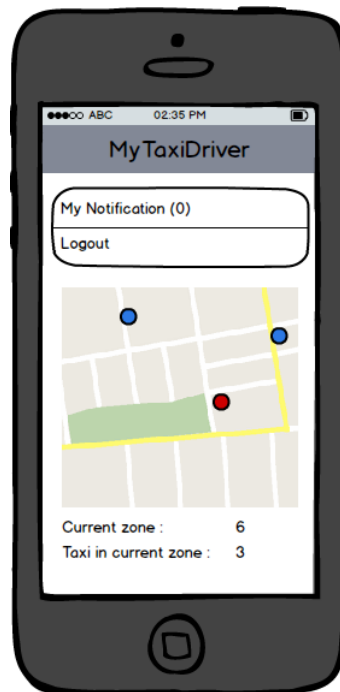 ABC 02:35 PM
MyTaxiDriver
My Notification (0)
Logout
Current zone : 6
Taxi in current zone : 3